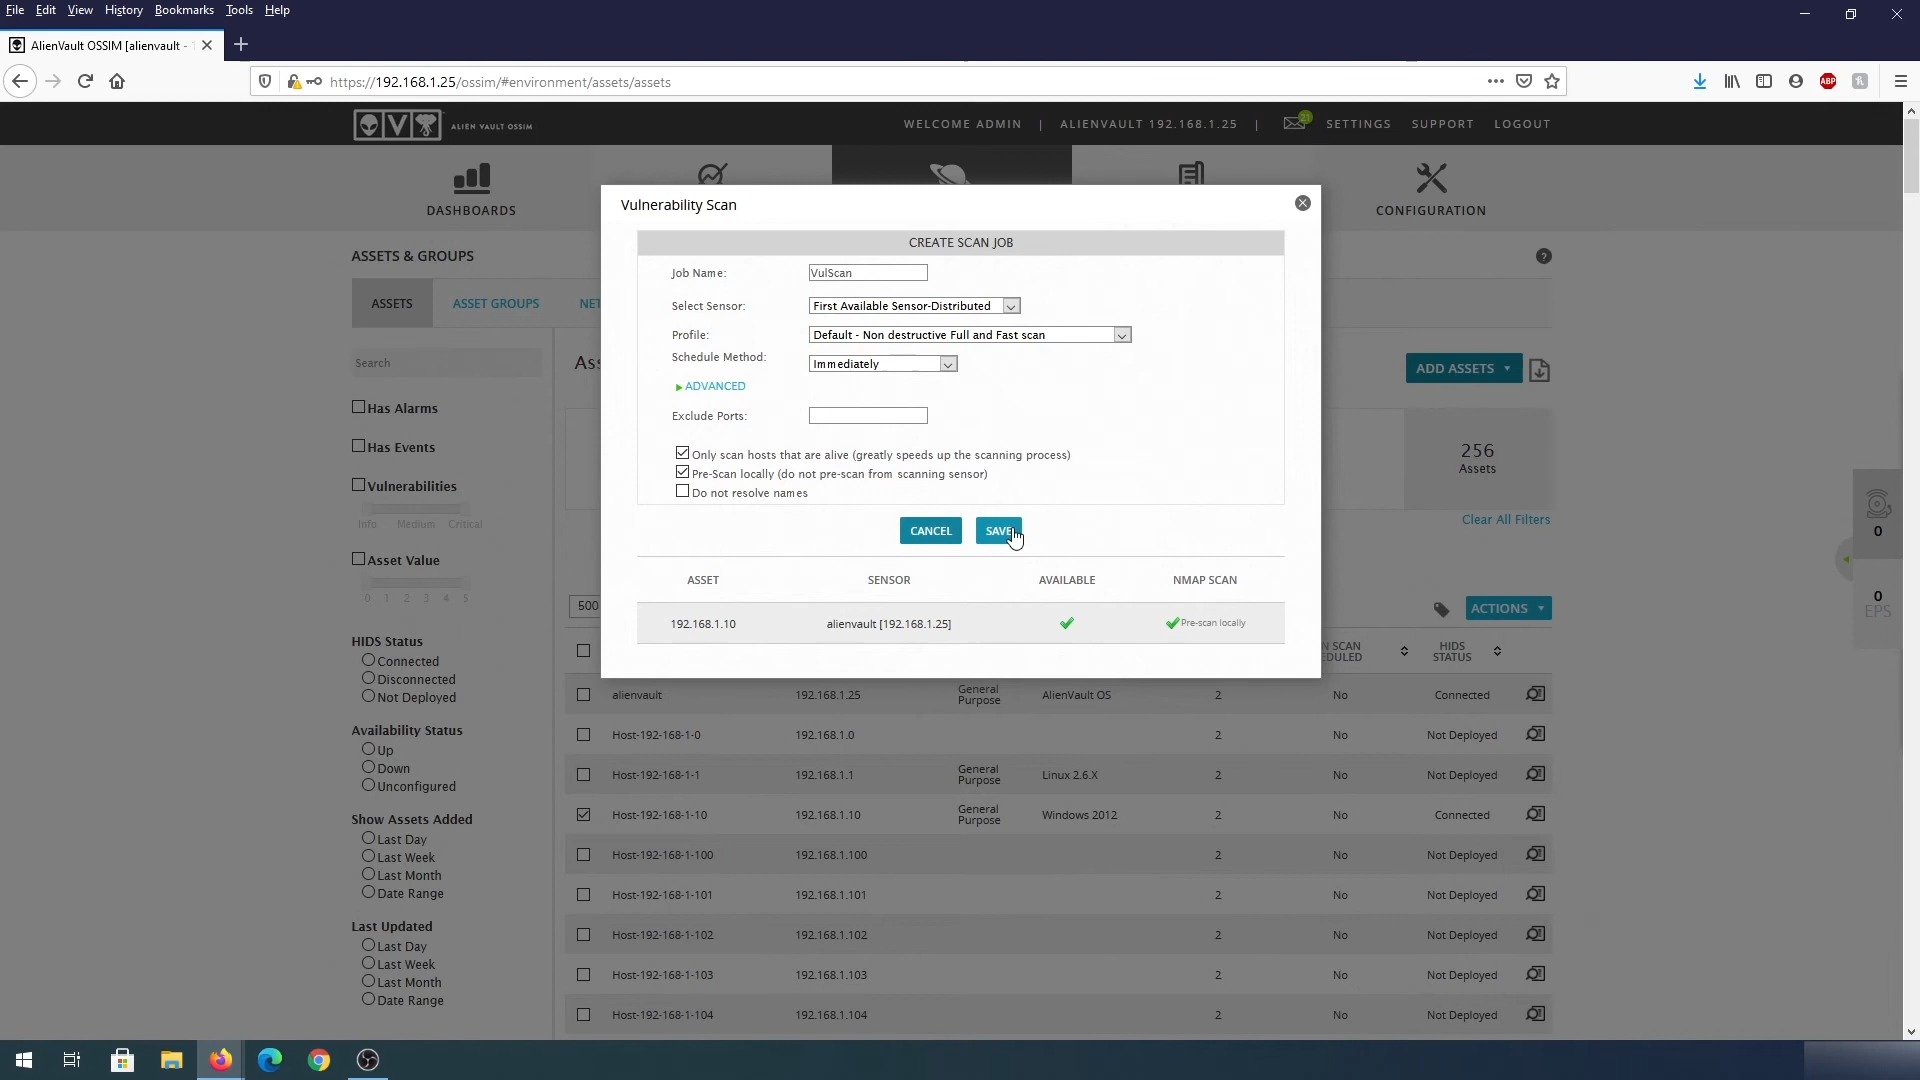 File Edit View History Bookmarks Tools Help
AlienVault OSSIM [alienvault -
https://192.168.1.25/ossim/#environment/assets/assets
ABP
OV ALIEN VAULT OSSIM
WELCOME ADMIN | ALIENVAULT 192.168.1.25 | 21 SETTINGS SUPPORT LOGOUT
DASHBOARDS CONFIGURATION
ASSETS & GROUPS
ASSETS ASSET GROUPS NE
Search
Has Alarms
Has Events
Vulnerabilities
Info Medium Critical
Asset Value
0 1 2 3 4 5
HIDS Status
Connected
Disconnected
Not Deployed
Availability Status
Up
Down
Unconfigured
Show Assets Added
Last Day
Last Week
Last Month
Date Range
Last Updated
Last Day
Last Week
Last Month
Date Range
Ass
ADD ASSETS
256
Assets
Clear All Filters
500
ACTIONS
0
0
EPS
Vulnerability Scan
CREATE SCAN JOB
Job Name: VulScan
Select Sensor: First Available Sensor-Distributed
Profile: Default - Non destructive Full and Fast scan
Schedule Method: Immediately
ADVANCED
Exclude Ports:
Only scan hosts that are alive (greatly speeds up the scanning process)
Pre-Scan locally (do not pre-scan from scanning sensor)
Do not resolve names
CANCEL SAVE
ASSET SENSOR AVAILABLE NMAP SCAN
192.168.1.10 alienvault [192.168.1.25] Pre-scan locally
N SCAN
DULED
HIDS
STATUS
alienvault 192.168.1.25 General Purpose AlienVault OS 2 No Connected
Host-192-168-1-0 192.168.1.0 2 No Not Deployed
Host-192-168-1-1 192.168.1.1 General Purpose Linux 2.6.X 2 No Not Deployed
Host-192-168-1-10 192.168.1.10 General Purpose Windows 2012 2 No Connected
Host-192-168-1-100 192.168.1.100 2 No Not Deployed
Host-192-168-1-101 192.168.1.101 2 No Not Deployed
Host-192-168-1-102 192.168.1.102 2 No Not Deployed
Host-192-168-1-103 192.168.1.103 2 No Not Deployed
Host-192-168-1-104 192.168.1.104 2 No Not Deployed